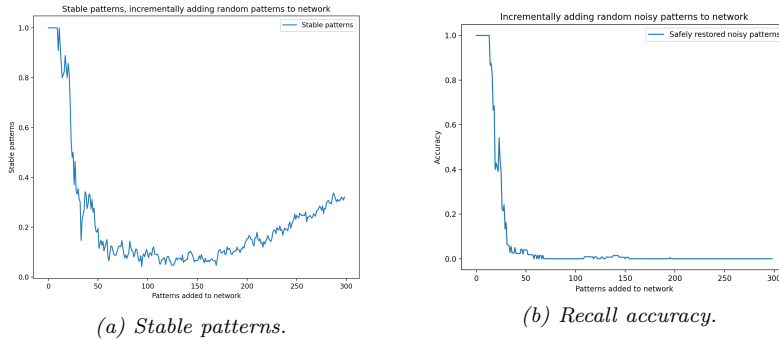 Stable patterns, incrementally adding random patterns to network
Stable patterns
1.0
0.8
0.6
0.4
0.2
0.0
Stable patterns
0
50
100
150
200
250
300
Patterns added to network
(a) Stable patterns.
Incrementally adding random noisy patterns to network
Safely restored noisy patterns
1.0
0.8
0.6
0.4
0.2
0.0
Accuracy
0
50
100
150
200
250
300
Patterns added to network
(b) Recall accuracy.